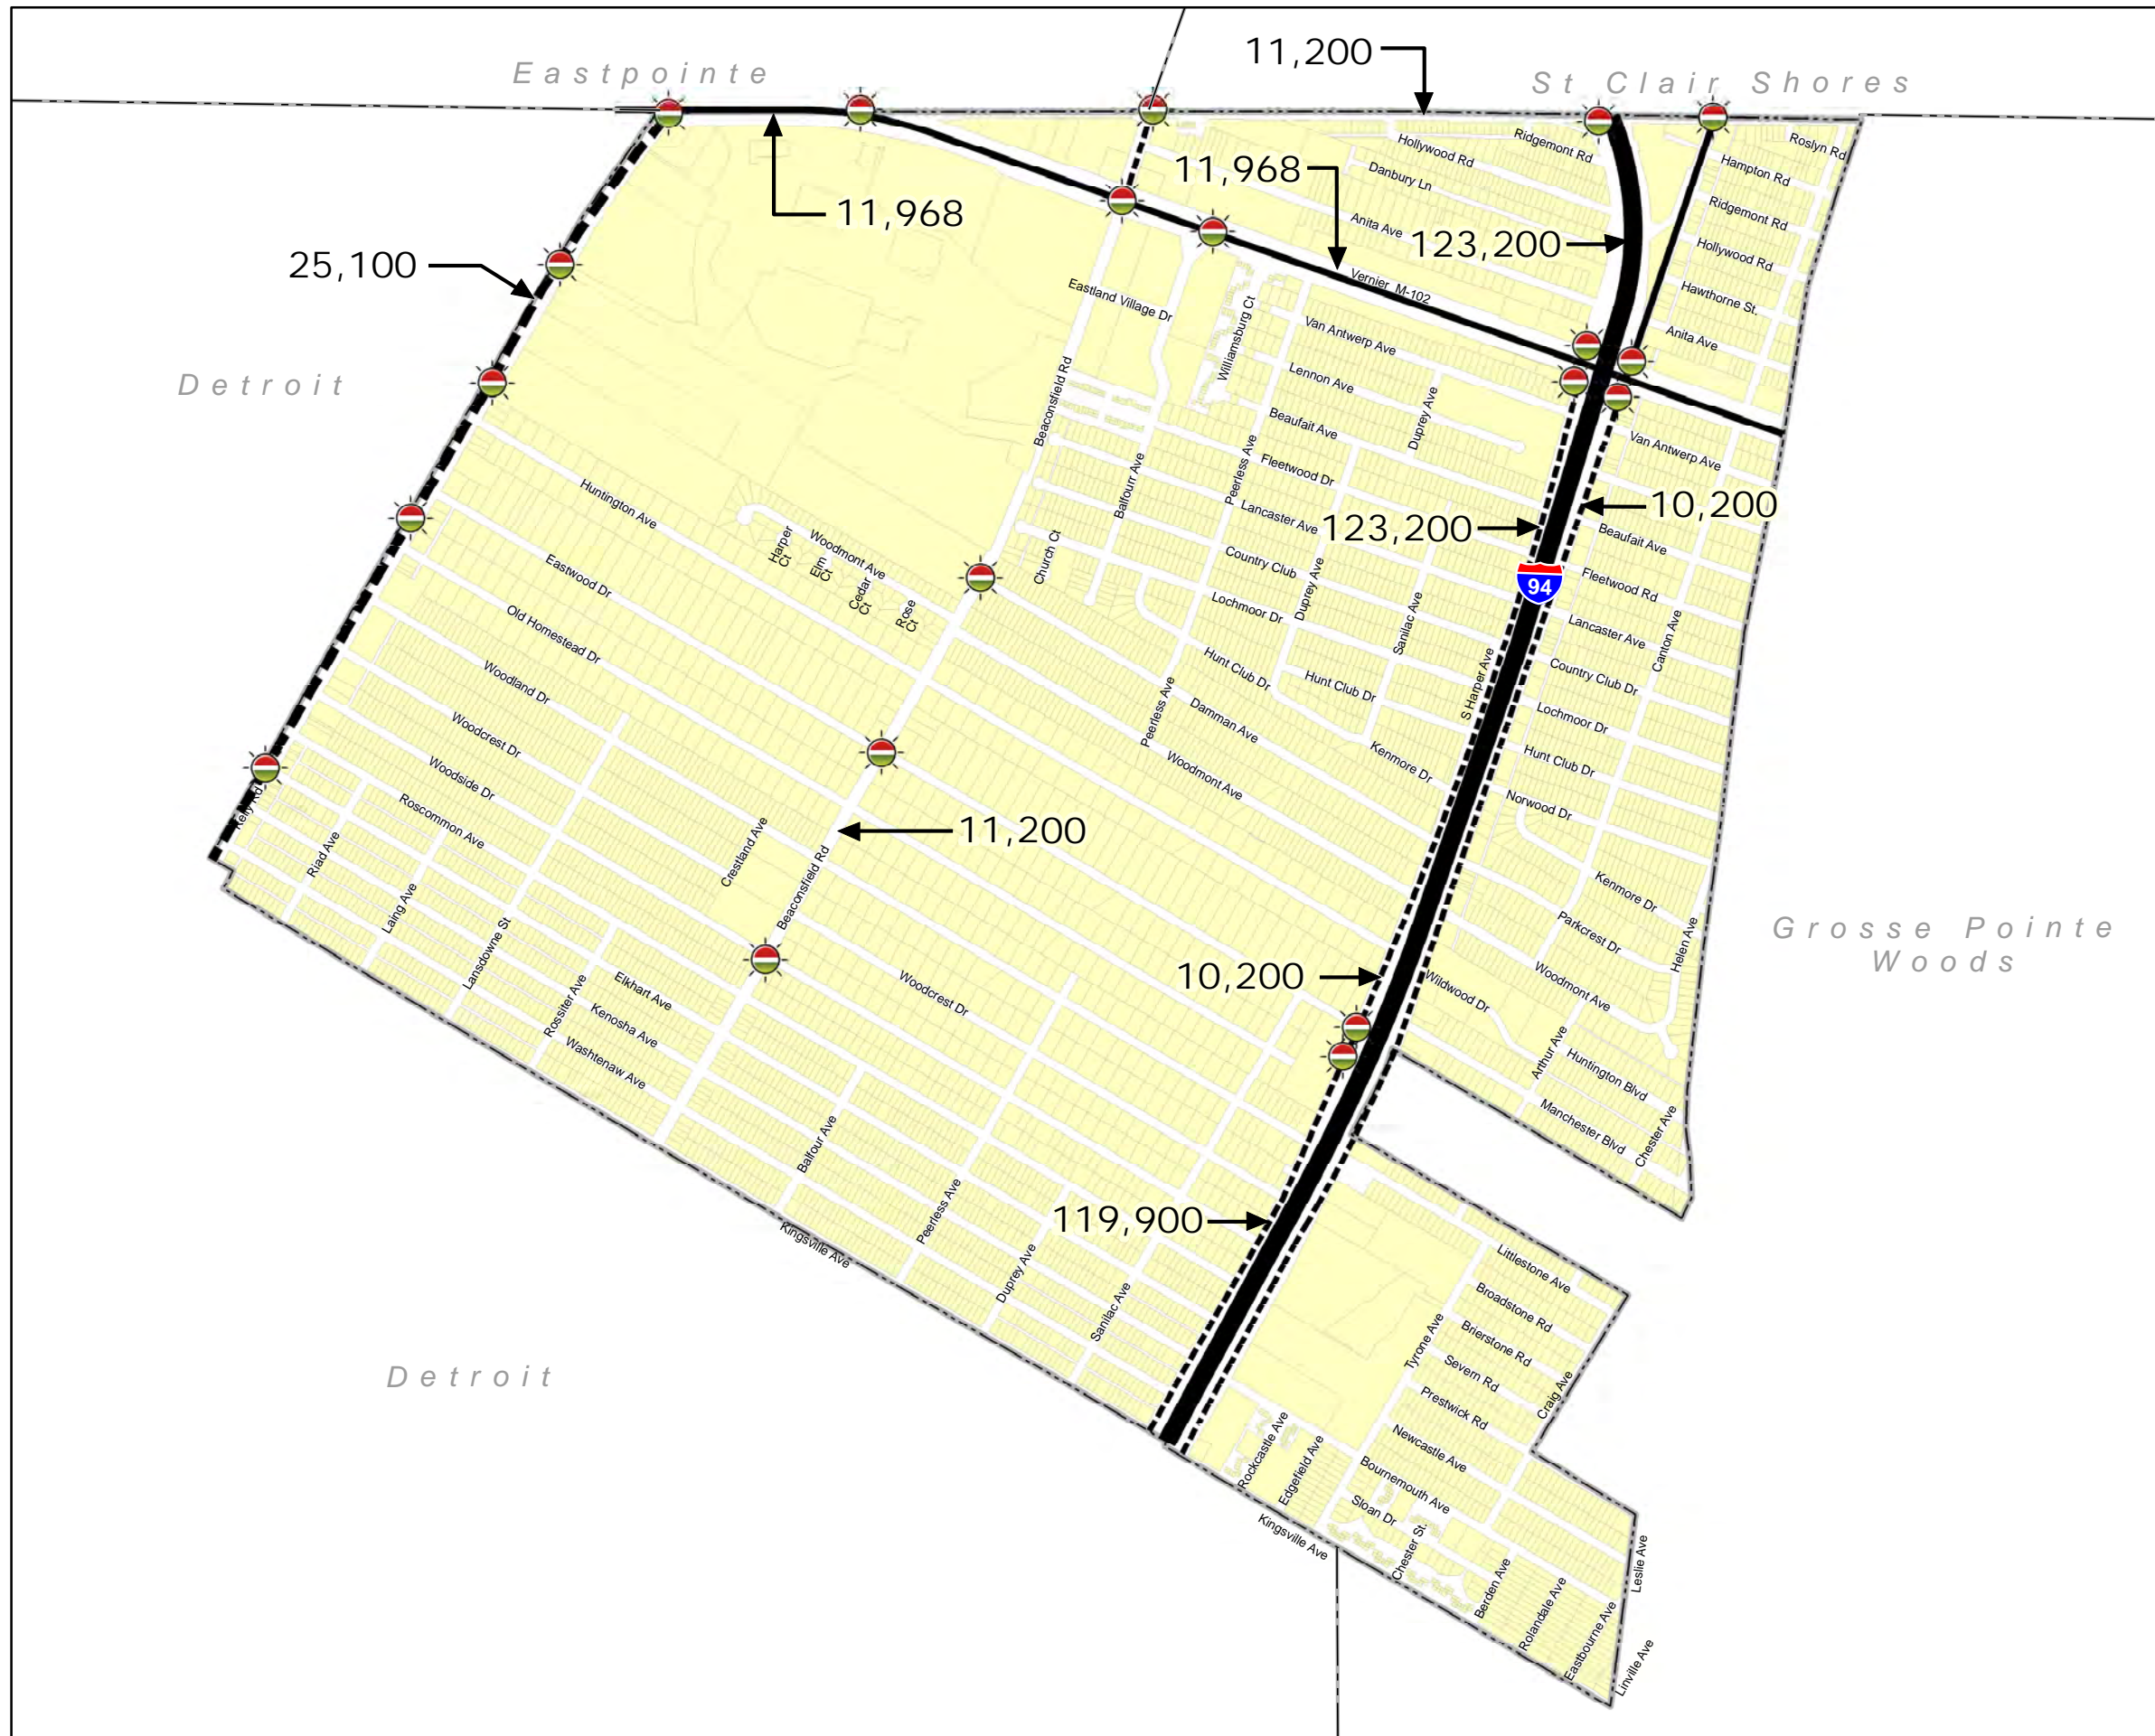 11,200
Eastpointe
St Clair Shores
Roslyn Rd
Ridgemont Rd
Hollywood Rd
Hampton Rd
11,968
Danbury Ln
11,968
Ridgemont Rd
Anita Ave
123,200
Hollywood Rd
25,100
Vernier M-102
Eastland Village Dr
Hawthorne St.
Williamsburg Ct
Van Antwerp Ave
Anita Ave
Detroit
Lennon Ave
Beaconsfield Rd
Duprey Ave
Beaufait Ave
Van Antwerp Ave
Peerless Ave
Fleetwood Dr
Balfourr Ave
Huntington Ave
10,200
Lancaster Ave
123,200
Beaufait Ave
Harper
Ct
Woodmont Ave
Church Ct
Elm
Ct
Country Club
Fleetwood Rd
94
Eastwood Dr
Cedar
Ct
Duprey Ave
Rose
Ct
Lochmoor Dr
Sanilac Ave
Lancaster Ave
Canton Ave
Old Homestead Dr
Hunt Club Dr
Country Club Dr
Woodland Dr
Hunt Club Dr
S Harper Ave
Peerless Ave
Damman Ave
Lochmoor Dr
Woodcrest Dr
Kenmore Dr
Hunt Club Dr
Woodside Dr
Woodmont Ave
Norwood Dr
Kelly Rd
Roscommon Ave
11,200
Riad Ave
Crestland Ave
Beaconsfield Rd
Kenmore Dr
Laing Ave
Parkcrest Dr
Grosse Pointe
Woods
Helen Ave
Lansdowne St
10,200
Woodmont Ave
Elkhart Ave
Woodcrest Dr
Wildwood Dr
Rossiter Ave
Kenosha Ave
Arthur Ave
Washtenaw Ave
Huntington Blvd
Manchester Blvd
Chester Ave
Balfour Ave
Peerless Ave
119,900
Kingsville Ave
Duprey Ave
Littlestone Ave
Sanilac Ave
Broadstone Rd
Tyrone Ave
Brierstone Rd
Detroit
Severn Rd
Craig Ave
Prestwick Rd
Rockcastle Ave
Newcastle Ave
Edgefield Ave
Bournemouth Ave
Sloan Dr
Kingsville Ave
Chester St.
Leslie Ave
Berden Ave
Rolandale Ave
Eastbourne Ave
Linville Ave